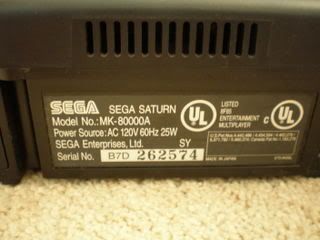 SEGA SEGA SATURN
Model No.: MK-80000A
Power Source: AC 120V 60Hz 25W
SEGA Enterprises, Ltd. SY
Serial No. B7D 262574
UL
LISTED
8F85
ENTERTAINMENT
MULTIPLAYER
C UL
MADE IN JAPAN